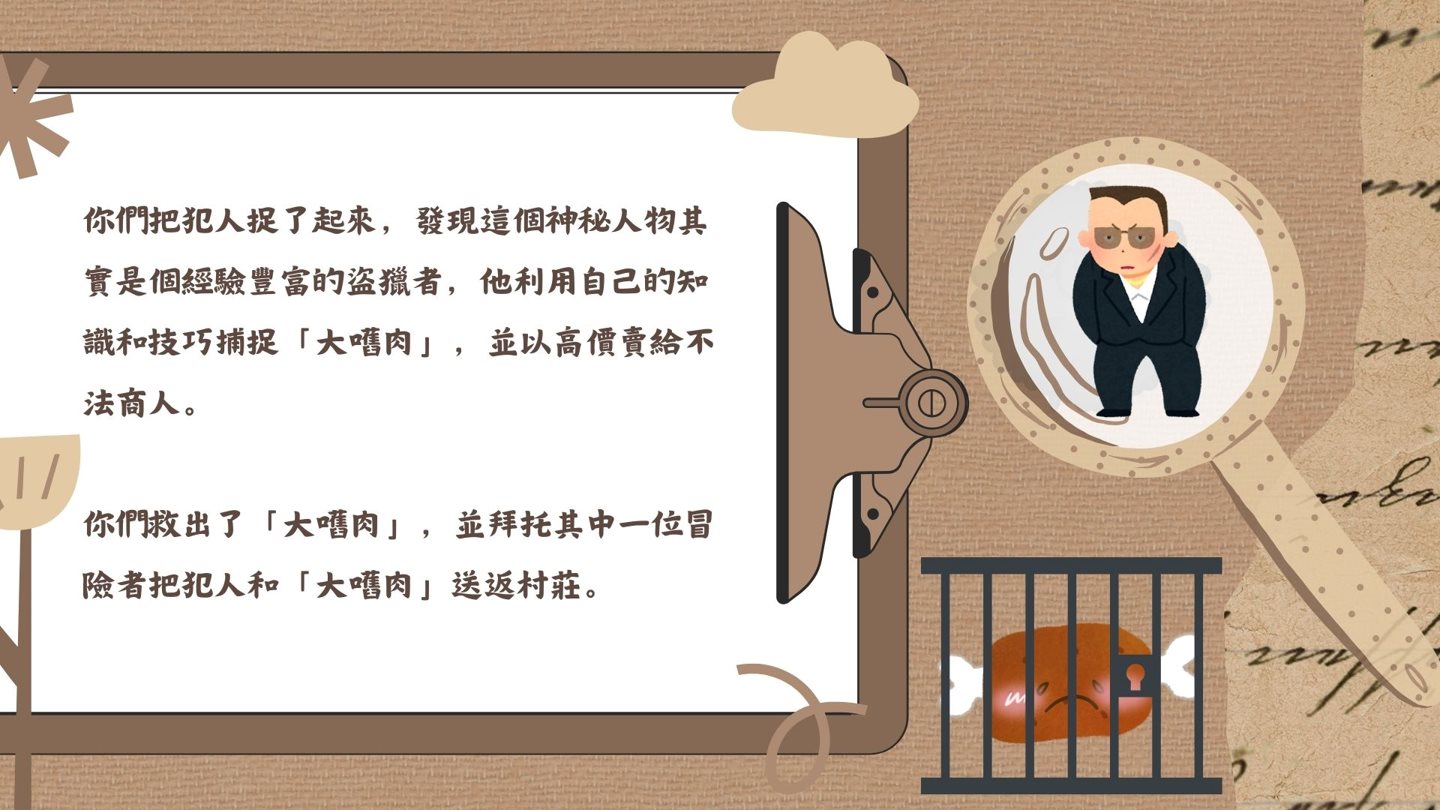 你們把犯人捉了起來，發現這個神秘人物其
實是個經驗豐富的盜獵者，他利用自己的知
識和技巧捕捉「大嚿肉」，並以高價賣給不
法商人。
你們救出了「大嚿肉」，並拜托其中一位冒
險者把犯人和「大嚿肉」送返村莊。